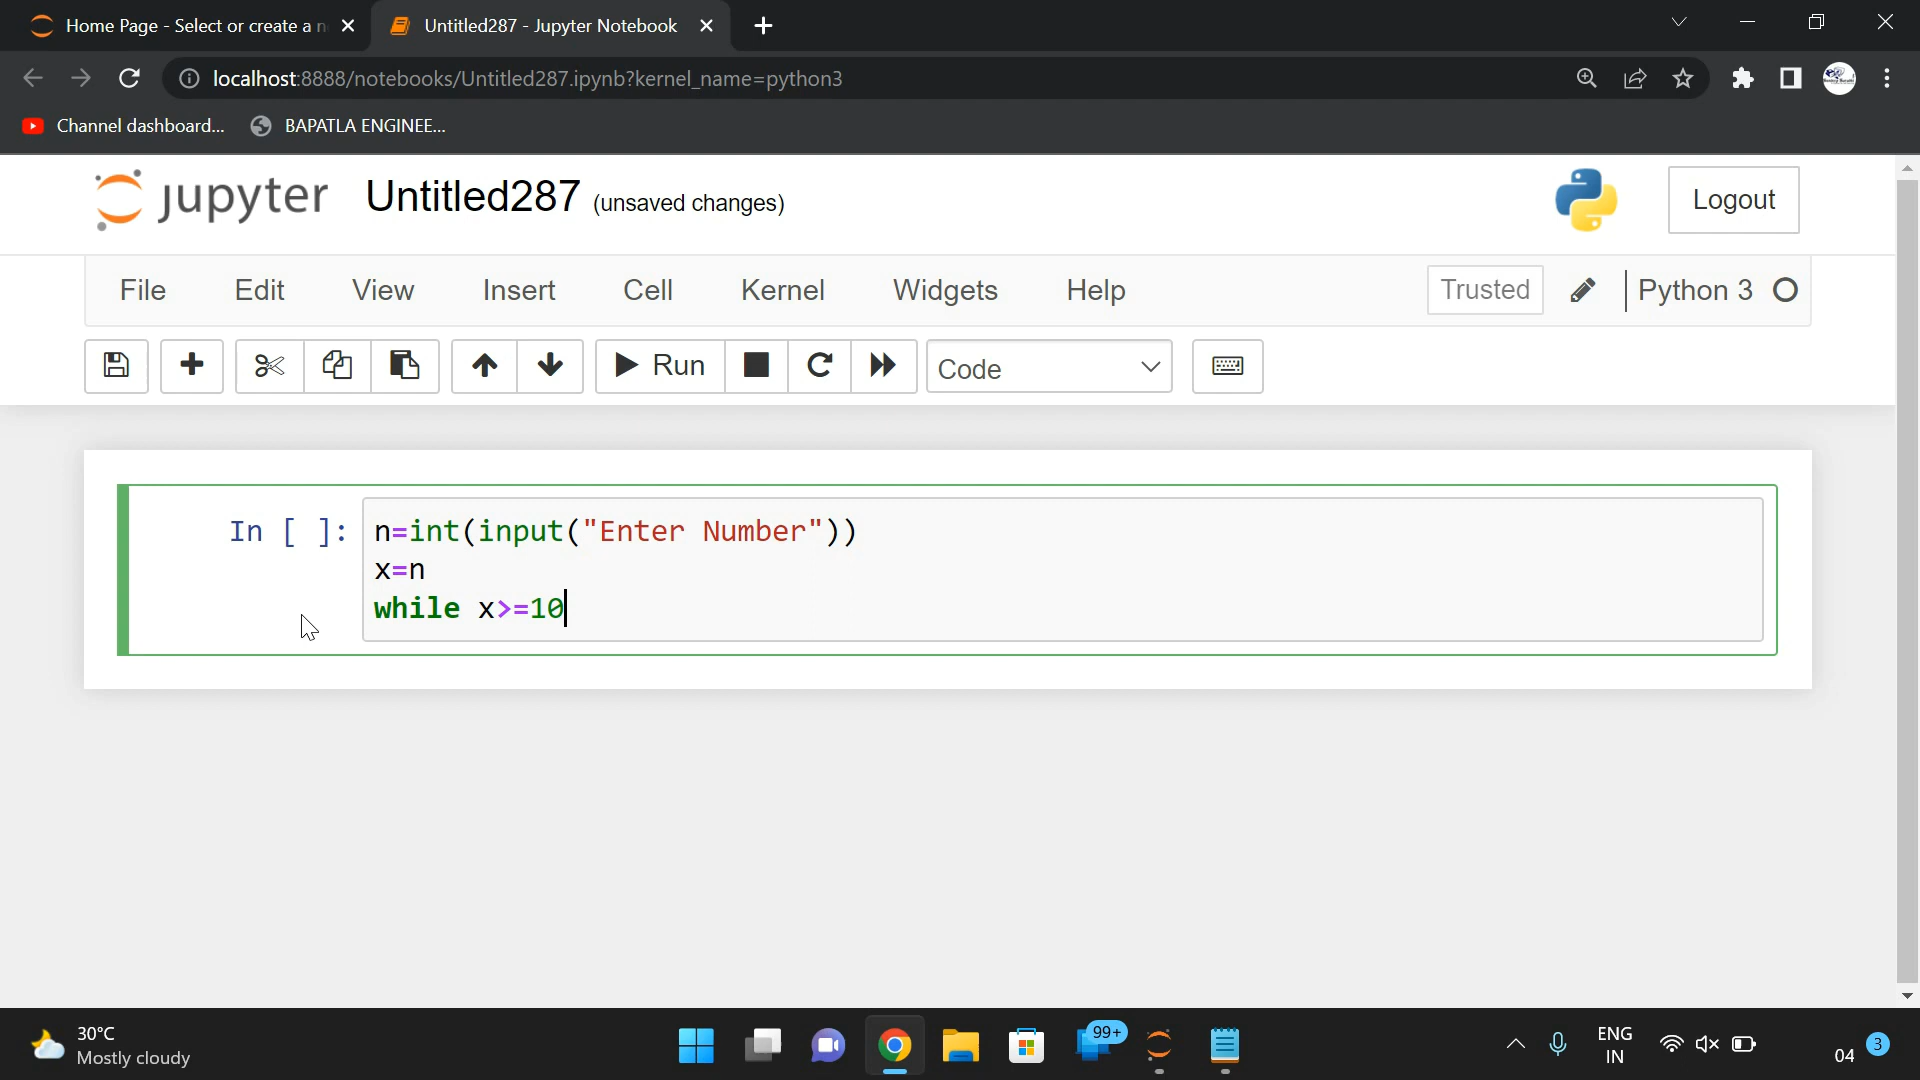 Home Page - Select or create a n
Untitled287 - Jupyter Notebook
localhost:8888/notebooks/Untitled287.ipynb?kernel_name=python3
Channel dashboard...
BAPATLA ENGINEE...
jupyter Untitled287 (unsaved changes)
Logout
File Edit View Insert Cell Kernel Widgets Help
Trusted
Python 3
Run
Code
In [ ]: n=int(input("Enter Number"))
x=n
while x>=10
30°C
Mostly cloudy
99+
ENG
IN
04
3